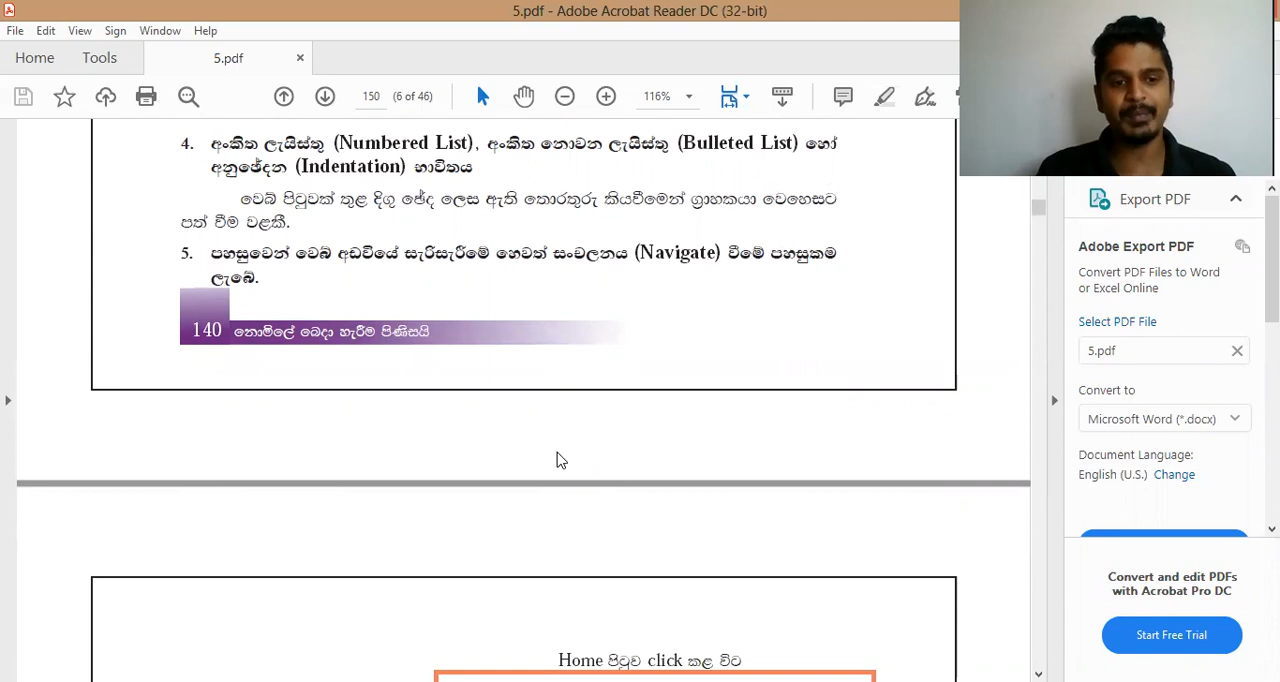 5.pdf - Adobe Acrobat Reader DC (32-bit)
File Edit View Sign Window Help
Home Tools 5.pdf ×
150 (6 of 46) 116%
4. අංකිත ලැයිස්තු (Numbered List), අංකිත නොවන ලැයිස්තු (Bulleted List) හෝ
අනුඡේදන (Indentation) භාවිතය
වෙබ් පිටුවක් තුළ දිගු ඡේද ලෙස ඇති තොරතුරු කියවීමෙන් ග්‍රාහකයා වෙහෙසට
පත් වීම වළකී.
5. පහසුවෙන් වෙබ් අඩවියේ සැරිසැරීමේ හෙවත් සංචලනය (Navigate) වීමේ පහසුකම
ලැබේ.
140 නොමිලේ බෙදා හැරීම පිණිසයි
Home පිටුව click කළ විට
Export PDF
Adobe Export PDF
Convert PDF Files to Word
or Excel Online
Select PDF File
5.pdf
Convert to
Microsoft Word (*.docx)
Document Language:
English (U.S.) Change
Convert and edit PDFs
with Acrobat Pro DC
Start Free Trial